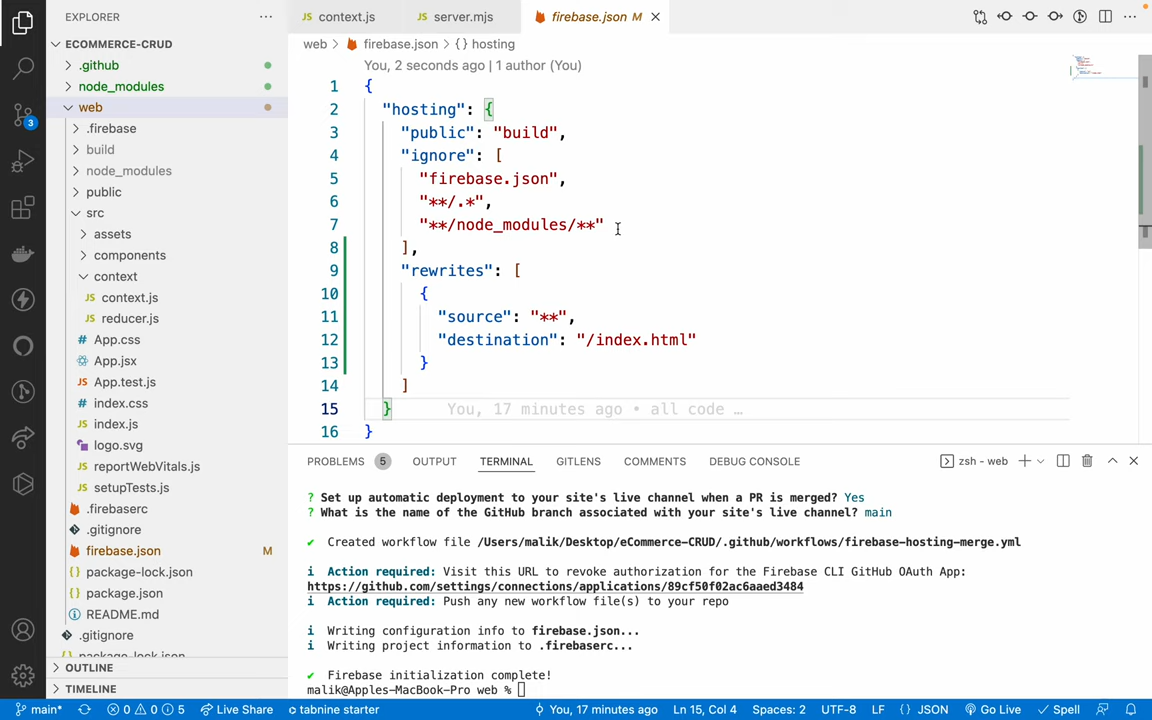 EXPLORER
ECOMMERCE-CRUD
.github
node_modules
web
.firebase
build
node_modules
public
src
assets
components
context
JS context.js
JS reducer.js
# App.css
App.jsx
JS App.test.js
# index.css
JS index.js
logo.svg
JS reportWebVitals.js
JS setupTests.js
.firebaserc
.gitignore
firebase.json M
{} package-lock.json
{} package.json
README.md
.gitignore
{} package-lock.json
OUTLINE
TIMELINE
3
JS context.js
JS server.mjs
firebase.json M
web > firebase.json > {} hosting
You, 2 seconds ago | 1 author (You)
1 {
2 "hosting": {
3 "public": "build",
4 "ignore": [
5 "firebase.json",
6 "**/.*",
7 "**/node_modules/**"
8 ],
9 "rewrites": [
10 {
11 "source": "**",
12 "destination": "/index.html"
13 }
14 ]
15 } You, 17 minutes ago • all code …
16 }
PROBLEMS 5 OUTPUT TERMINAL GITLENS COMMENTS DEBUG CONSOLE zsh - web
? Set up automatic deployment to your site's live channel when a PR is merged? Yes
? What is the name of the GitHub branch associated with your site's live channel? main
✔ Created workflow file /Users/malik/Desktop/eCommerce-CRUD/.github/workflows/firebase-hosting-merge.yml
i Action required: Visit this URL to revoke authorization for the Firebase CLI GitHub OAuth App:
https://github.com/settings/connections/applications/89cf50f02ac6aaed3484
i Action required: Push any new workflow file(s) to your repo
i Writing configuration info to firebase.json...
i Writing project information to .firebaserc...
✔ Firebase initialization complete!
malik@Apples-MacBook-Pro web %
main* 0 0 5 Live Share tabnine starter You, 17 minutes ago Ln 15, Col 4 Spaces: 2 UTF-8 LF {} JSON Go Live Spell